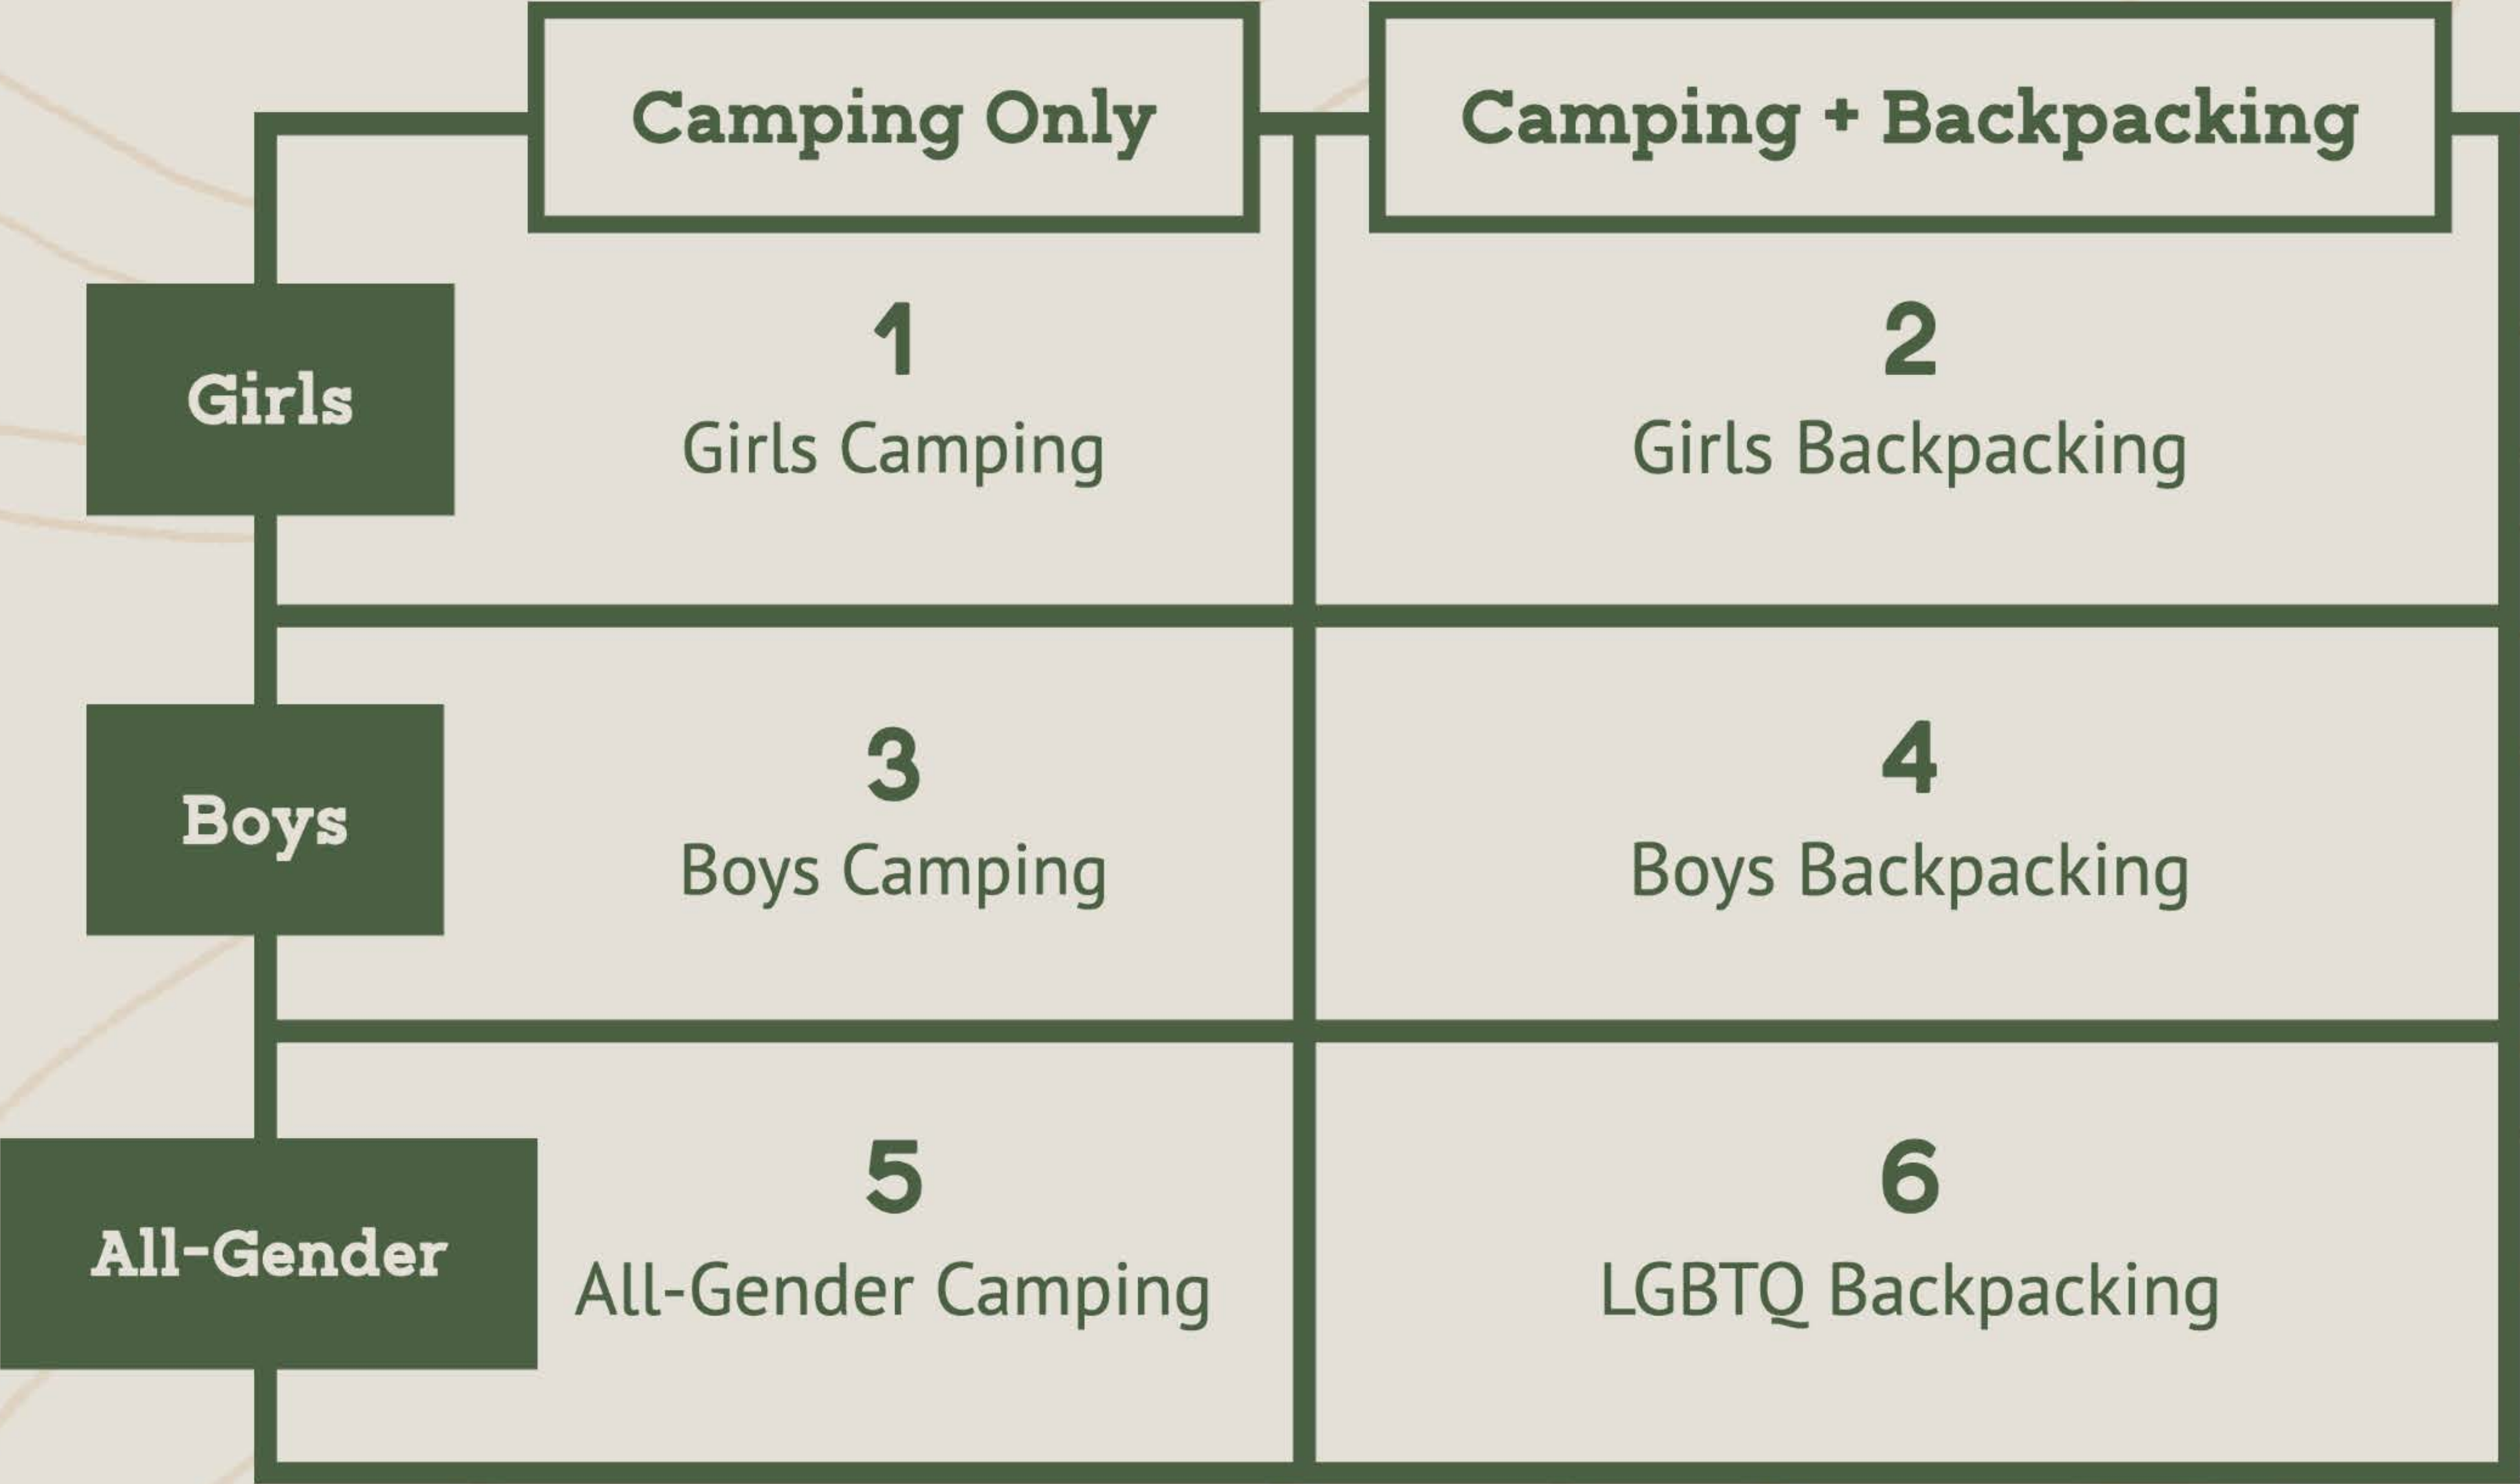 Camping Only
Camping + Backpacking
Girls
1
Girls Camping
2
Girls Backpacking
Boys
3
Boys Camping
4
Boys Backpacking
All-Gender
5
All-Gender Camping
6
LGBTQ Backpacking